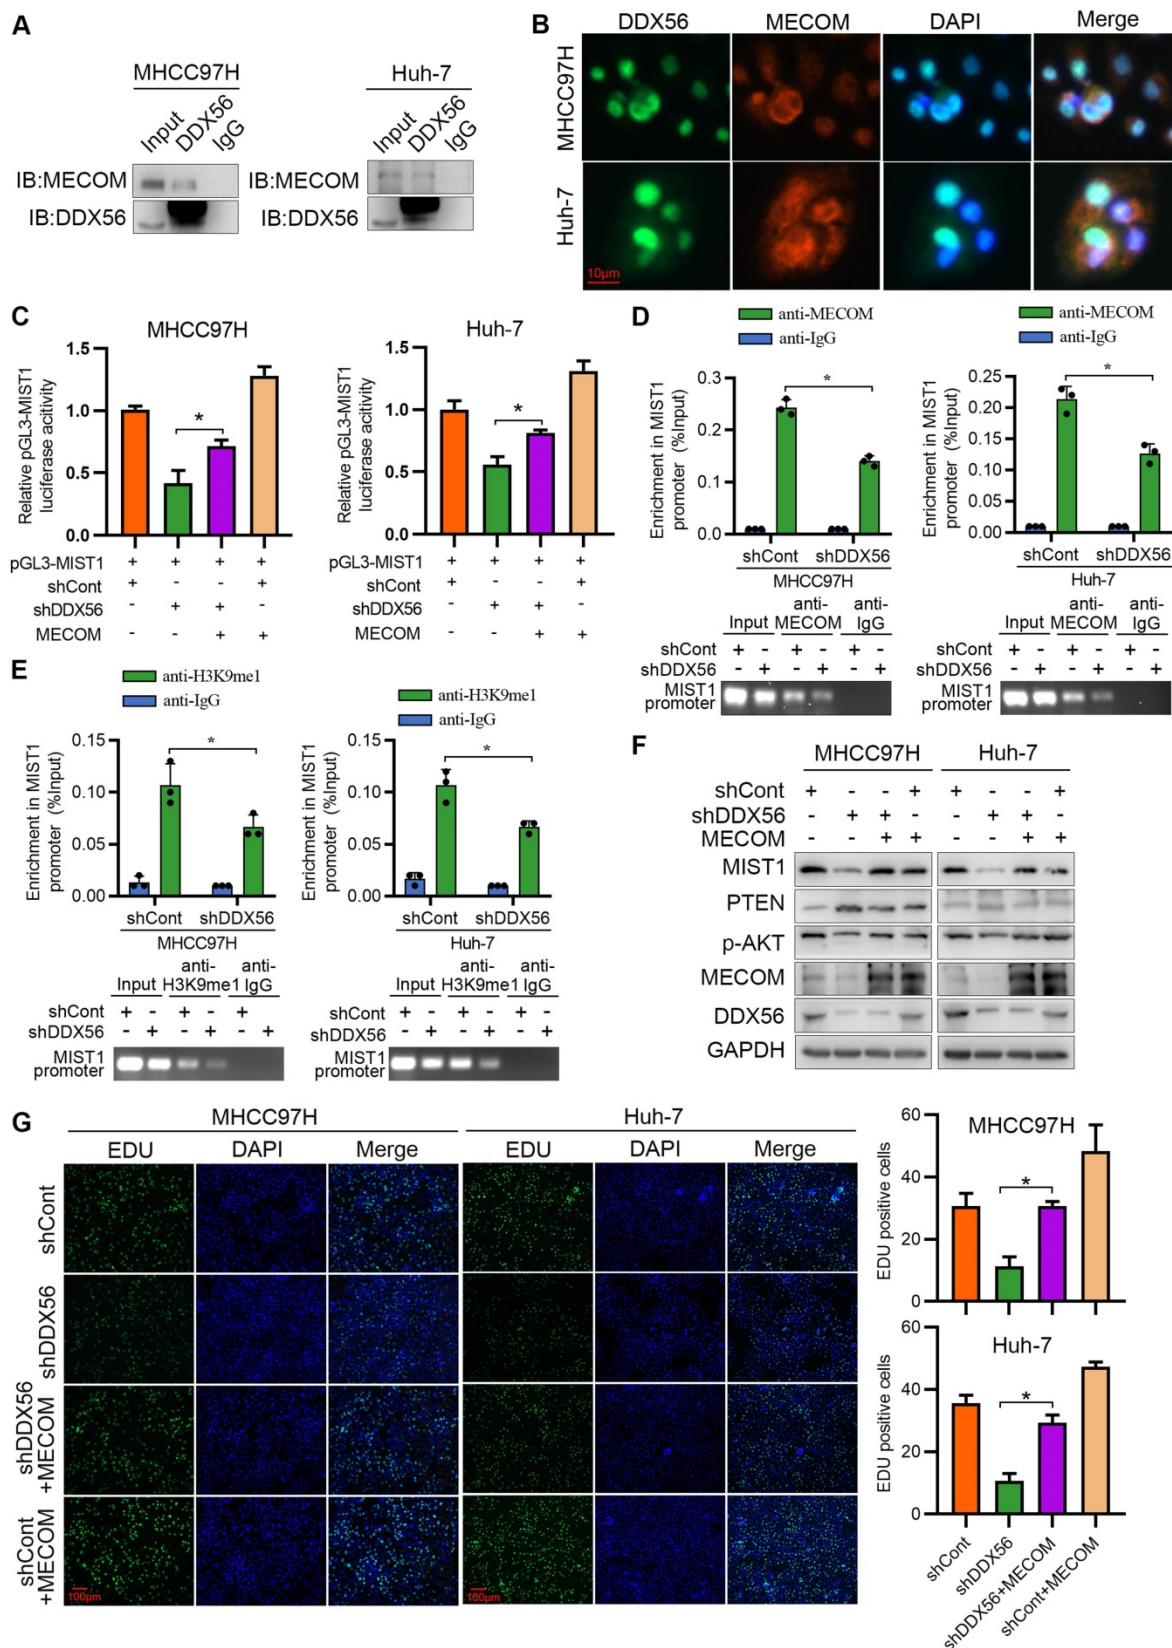 A
MHCC97H
Input
DDX56
IgG
IB:MECOM
IB:DDX56
Huh-7
Input
DDX56
IgG
IB:MECOM
IB:DDX56
B
DDX56 MECOM DAPI Merge
MHCC97H
Huh-7
10μm
C
MHCC97H
Relative pGL3-MIST1
luciferase acitivity
1.5
1.0
0.5
0.0
*
pGL3-MIST1 + + + +
shCont + - - +
shDDX56 - + + -
MECOM - - + +
Huh-7
Relative pGL3-MIST1
luciferase acitivity
1.5
1.0
0.5
0.0
*
pGL3-MIST1 + + + +
shCont + - - +
shDDX56 - + + -
MECOM - - + +
D
anti-MECOM
anti-IgG
Enrichment in MIST1
promoter (%Input)
0.3
0.2
0.1
0.0
*
shCont shDDX56
MHCC97H
anti-MECOM
anti-IgG
Enrichment in MIST1
promoter (%Input)
0.25
0.20
0.15
0.10
0.05
0.00
*
shCont shDDX56
Huh-7
Input anti-MECOM anti-IgG
shCont + - + - + -
shDDX56 - + - + - +
MIST1
promoter
Input anti-MECOM anti-IgG
shCont + - + - + -
shDDX56 - + - + - +
MIST1
promoter
E
anti-H3K9me1
anti-IgG
Enrichment in MIST1
promoter (%Input)
0.15
0.10
0.05
0.00
*
shCont shDDX56
MHCC97H
anti-H3K9me1
anti-IgG
Enrichment in MIST1
promoter (%Input)
0.15
0.10
0.05
0.00
*
shCont shDDX56
Huh-7
Input anti-H3K9me1 anti-IgG
shCont + - + - + -
shDDX56 - + - + - +
MIST1
promoter
Input anti-H3K9me1 anti-IgG
shCont + - + - + -
shDDX56 - + - + - +
MIST1
promoter
F
MHCC97H Huh-7
shCont + - - + + - - +
shDDX56 - + + - - + + -
MECOM - - + + - - + +
MIST1
PTEN
p-AKT
MECOM
DDX56
GAPDH
G
MHCC97H Huh-7
EDU DAPI Merge EDU DAPI Merge
shCont
shDDX56
shDDX56
+MECOM
shCont
+MECOM
100μm
100μm
MHCC97H
EDU positive cells
60
40
20
0
*
Huh-7
EDU positive cells
60
40
20
0
*
shCont
shDDX56
shDDX56+MECOM
shCont+MECOM